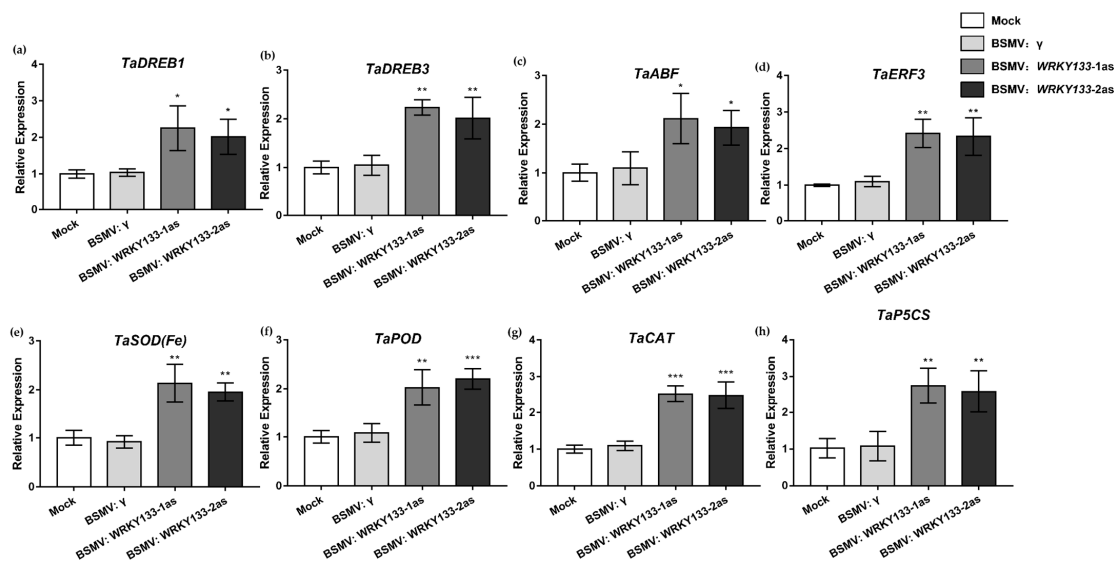 Mock
BSMV: γ
BSMV: WRKY133-1as
BSMV: WRKY133-2as
(a)
TaDREB1
Relative Expression
4
3
2
1
0
*
*
Mock
BSMV: γ
BSMV: WRKY133-1as
BSMV: WRKY133-2as
(b)
TaDREB3
Relative Expression
3
2
1
0
**
**
Mock
BSMV: γ
BSMV: WRKY133-1as
BSMV: WRKY133-2as
(c)
TaABF
Relative Expression
3
2
1
0
*
*
Mock
BSMV: γ
BSMV: WRKY133-1as
BSMV: WRKY133-2as
(d)
TaERF3
Relative Expression
4
3
2
1
0
**
**
Mock
BSMV: γ
BSMV: WRKY133-1as
BSMV: WRKY133-2as
(e)
TaSOD(Fe)
Relative Expression
3
2
1
0
**
**
Mock
BSMV: γ
BSMV: WRKY133-1as
BSMV: WRKY133-2as
(f)
TaPOD
Relative Expression
3
2
1
0
**
***
Mock
BSMV: γ
BSMV: WRKY133-1as
BSMV: WRKY133-2as
(g)
TaCAT
Relative Expression
4
3
2
1
0
***
***
Mock
BSMV: γ
BSMV: WRKY133-1as
BSMV: WRKY133-2as
(h)
TaP5CS
Relative Expression
4
3
2
1
0
**
**
Mock
BSMV: γ
BSMV: WRKY133-1as
BSMV: WRKY133-2as